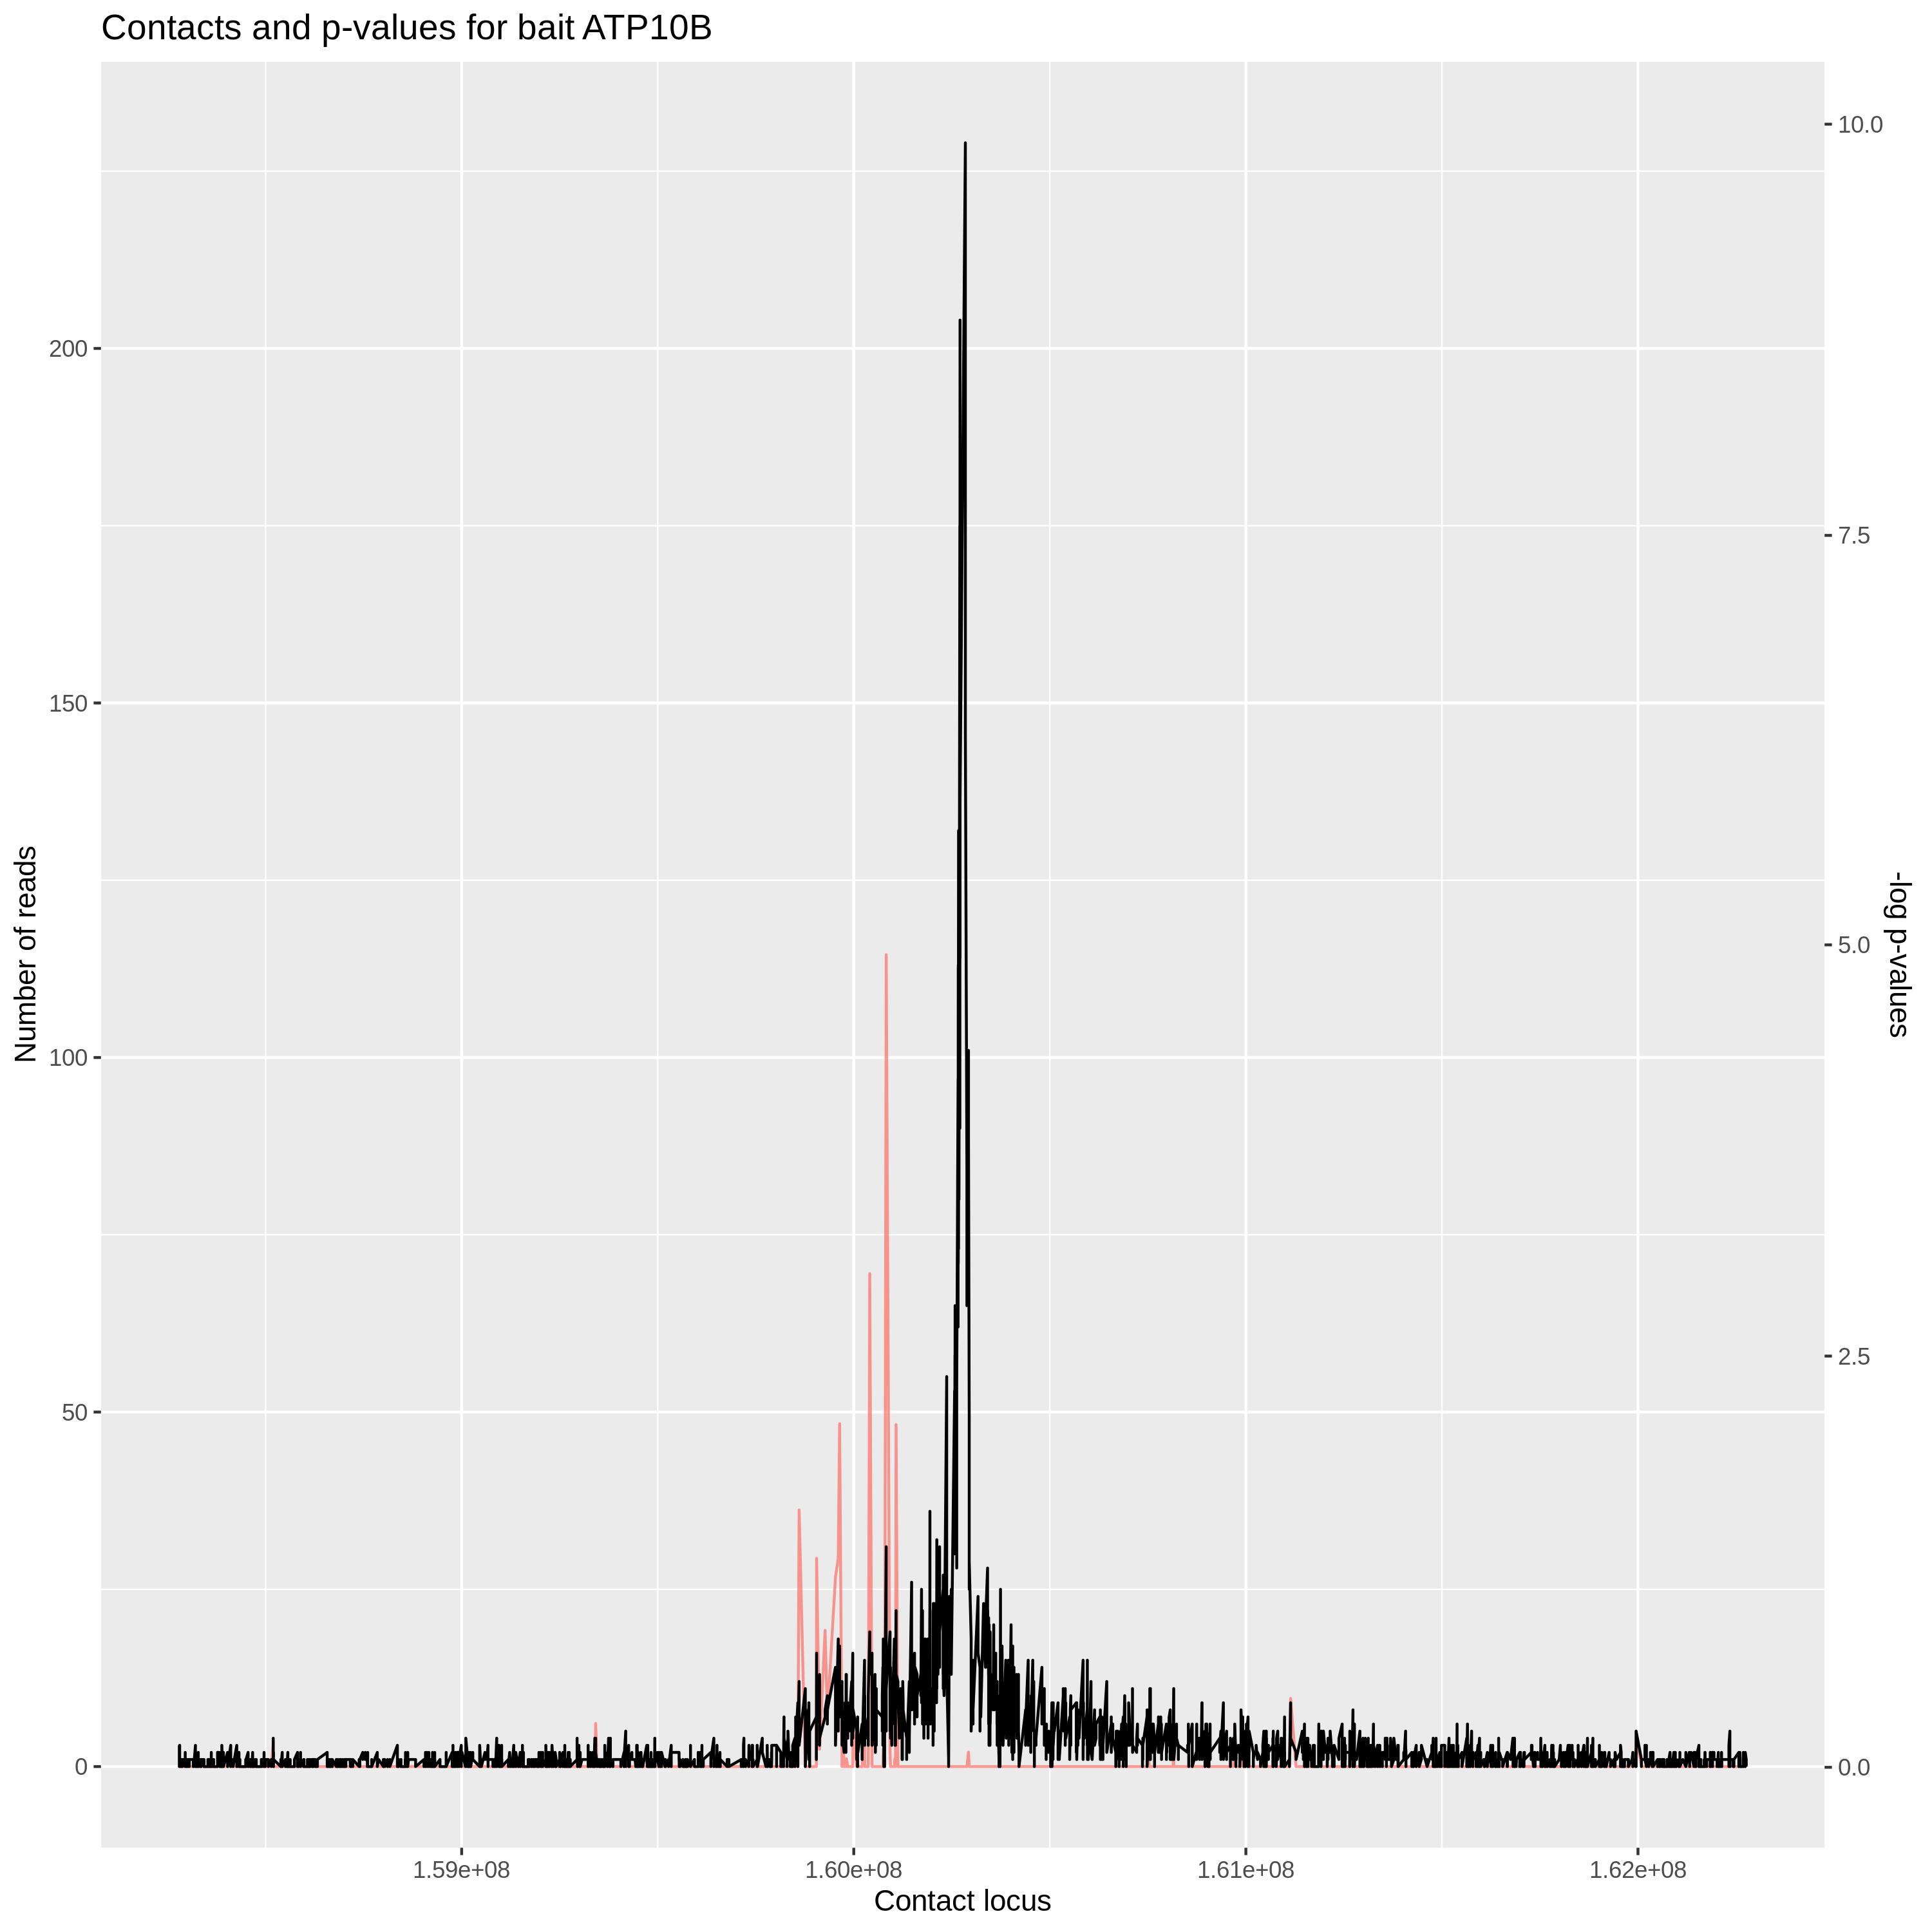 Contacts and p-values for bait ATP10B
Number of reads
200
150
100
50
0
10.0
7.5
5.0
2.5
0.0
-log p-values
1.59e+08 1.60e+08 1.61e+08 1.62e+08
Contact locus